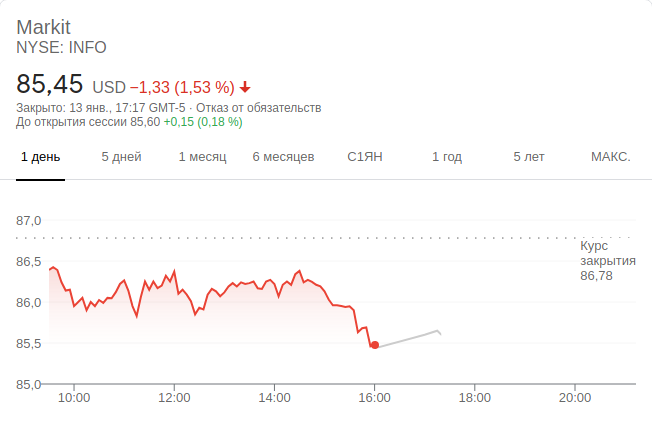 Markit
NYSE: INFO
85,45 USD −1,33 (1,53 %)
Закрыто: 13 янв., 17:17 GMT-5 · Отказ от обязательств
До открытия сессии 85,60 +0,15 (0,18 %)
1 день 5 дней 1 месяц 6 месяцев С1ЯН 1 год 5 лет МАКС.
87,0
Курс
закрытия
86,78
86,5
86,0
85,5
85,0
10:00 12:00 14:00 16:00 18:00 20:00